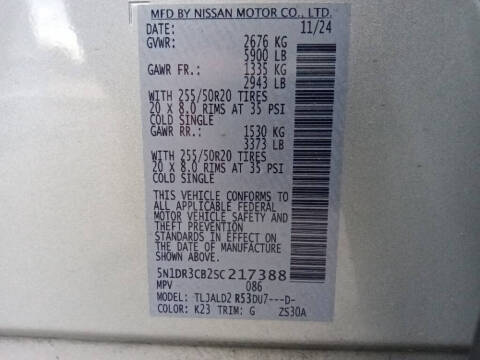 MFD BY NISSAN MOTOR CO., LTD.
DATE: 11/24
GVWR: 2676 KG
5900 LB
GAWR FR.: 1335 KG
2943 LB
WITH 255/50R20 TIRES
20 X 8.0 RIMS AT 35 PSI
COLD SINGLE
GAWR RR.: 1530 KG
3373 LB
WITH 255/50R20 TIRES
20 X 8.0 RIMS AT 35 PSI
COLD SINGLE
THIS VEHICLE CONFORMS TO
ALL APPLICABLE FEDERAL
MOTOR VEHICLE SAFETY AND
THEFT PREVENTION
STANDARDS IN EFFECT ON
THE DATE OF MANUFACTURE
SHOWN ABOVE.
5N1DR3CB2SC217388
MPV 086
MODEL: TLJALD2 R53DU7---D-
COLOR: K23 TRIM: G ZS30A